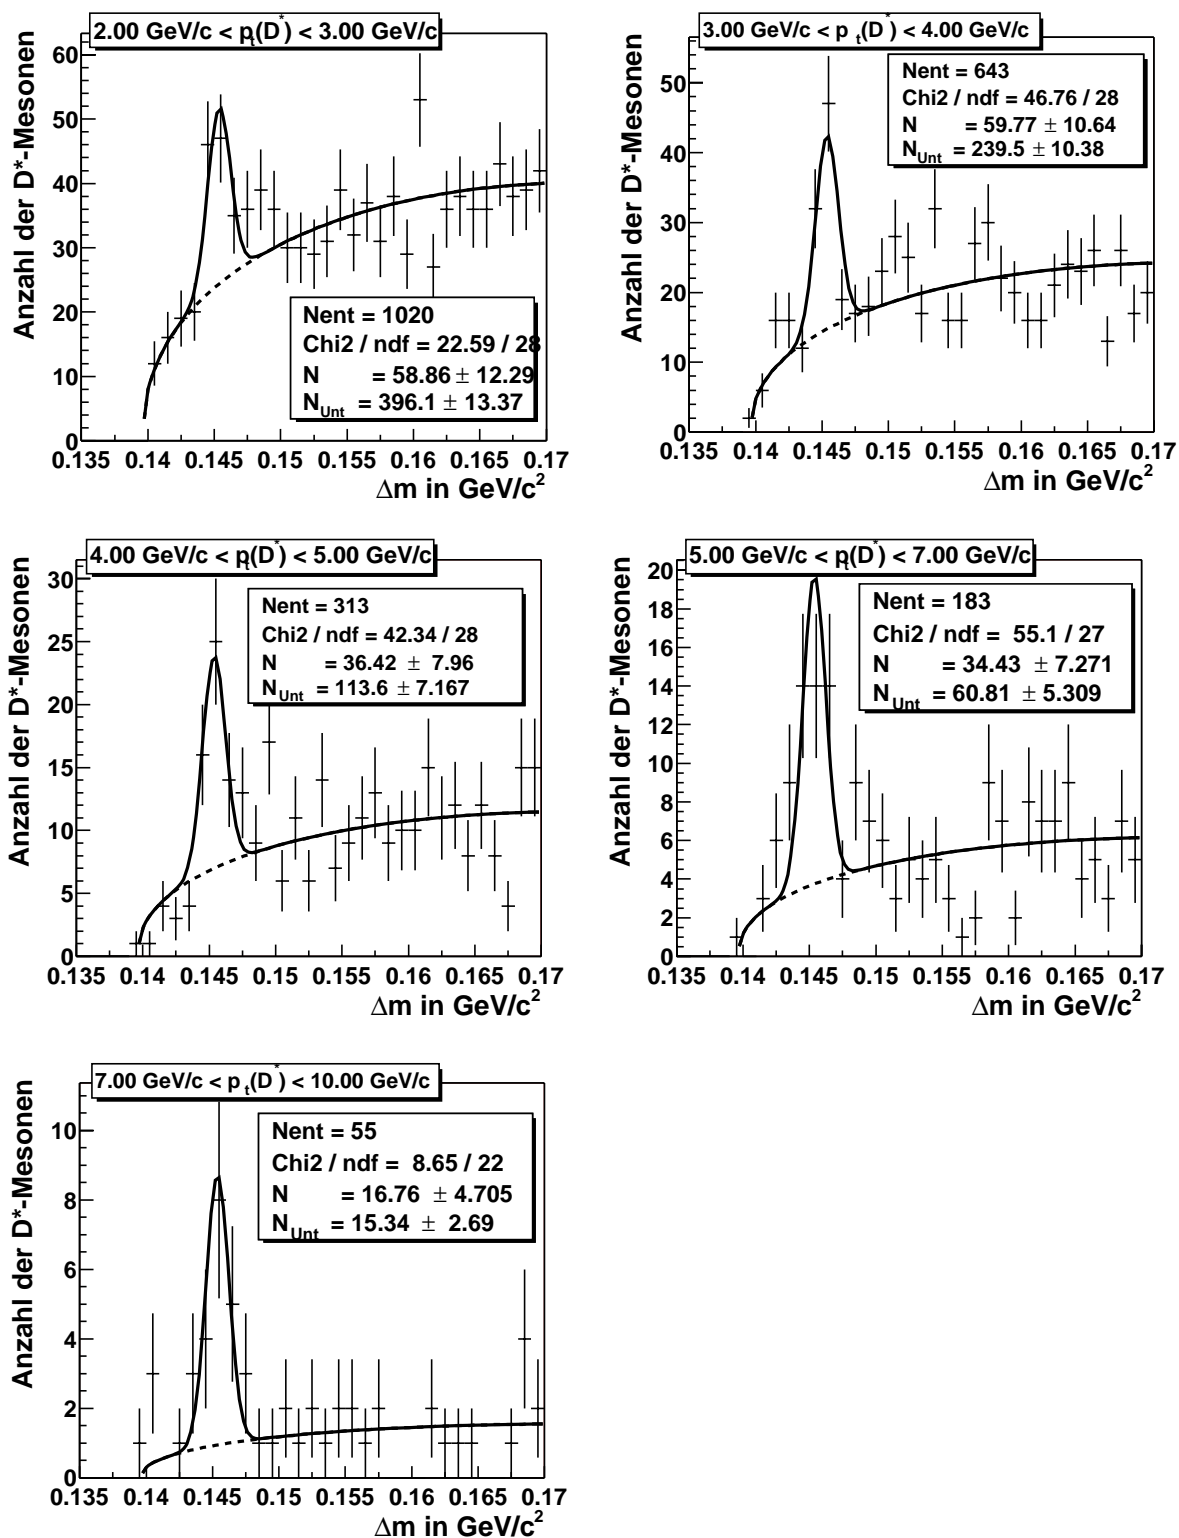 2.00 GeV/c < pt(D*) < 3.00 GeV/c
Anzahl der D*-Mesonen
60
50
40
30
20
10
0
Nent = 1020
Chi2 / ndf = 22.59 / 28
N = 58.86 ± 12.29
NUnt = 396.1 ± 13.37
0.135 0.14 0.145 0.15 0.155 0.16 0.165 0.17
Δm in GeV/c2
3.00 GeV/c < pt(D*) < 4.00 GeV/c
Anzahl der D*-Mesonen
50
40
30
20
10
0
Nent = 643
Chi2 / ndf = 46.76 / 28
N = 59.77 ± 10.64
NUnt = 239.5 ± 10.38
0.135 0.14 0.145 0.15 0.155 0.16 0.165 0.17
Δm in GeV/c2
4.00 GeV/c < pt(D*) < 5.00 GeV/c
Anzahl der D*-Mesonen
30
25
20
15
10
5
0
Nent = 313
Chi2 / ndf = 42.34 / 28
N = 36.42 ± 7.96
NUnt = 113.6 ± 7.167
0.135 0.14 0.145 0.15 0.155 0.16 0.165 0.17
Δm in GeV/c2
5.00 GeV/c < pt(D*) < 7.00 GeV/c
Anzahl der D*-Mesonen
20
18
16
14
12
10
8
6
4
2
0
Nent = 183
Chi2 / ndf = 55.1 / 27
N = 34.43 ± 7.271
NUnt = 60.81 ± 5.309
0.135 0.14 0.145 0.15 0.155 0.16 0.165 0.17
Δm in GeV/c2
7.00 GeV/c < pt(D*) < 10.00 GeV/c
Anzahl der D*-Mesonen
10
8
6
4
2
0
Nent = 55
Chi2 / ndf = 8.65 / 22
N = 16.76 ± 4.705
NUnt = 15.34 ± 2.69
0.135 0.14 0.145 0.15 0.155 0.16 0.165 0.17
Δm in GeV/c2